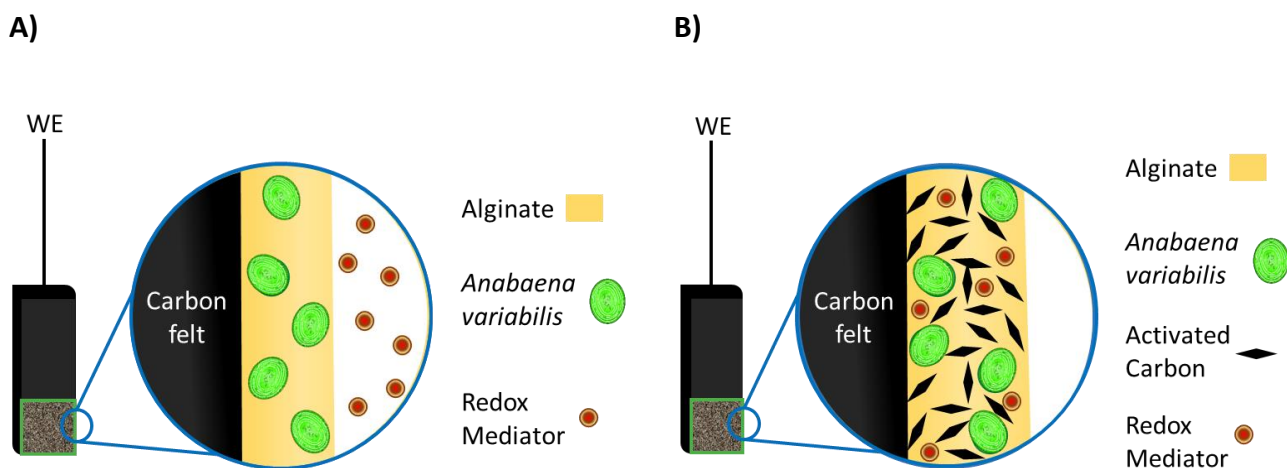 A)
WE
Carbon
felt
Alginate
Anabaena
variabilis
Redox
Mediator
B)
WE
Carbon
felt
Alginate
Anabaena
variabilis
Activated
Carbon
Redox
Mediator